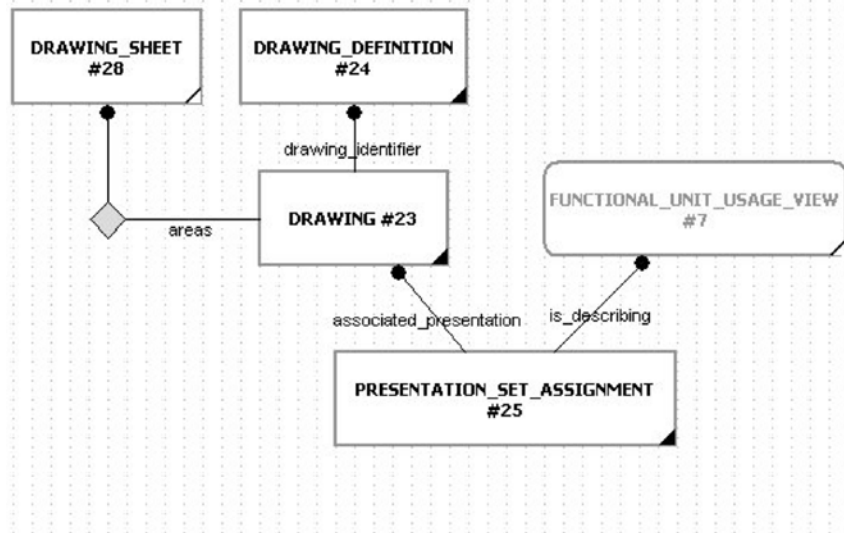 DRAWING_SHEET
#28
DRAWING_DEFINITION
#24
drawing_identifier
DRAWING #23
areas
FUNCTIONAL_UNIT_USAGE_VIEW
#7
associated_presentation
is_describing
PRESENTATION_SET_ASSIGNMENT
#25